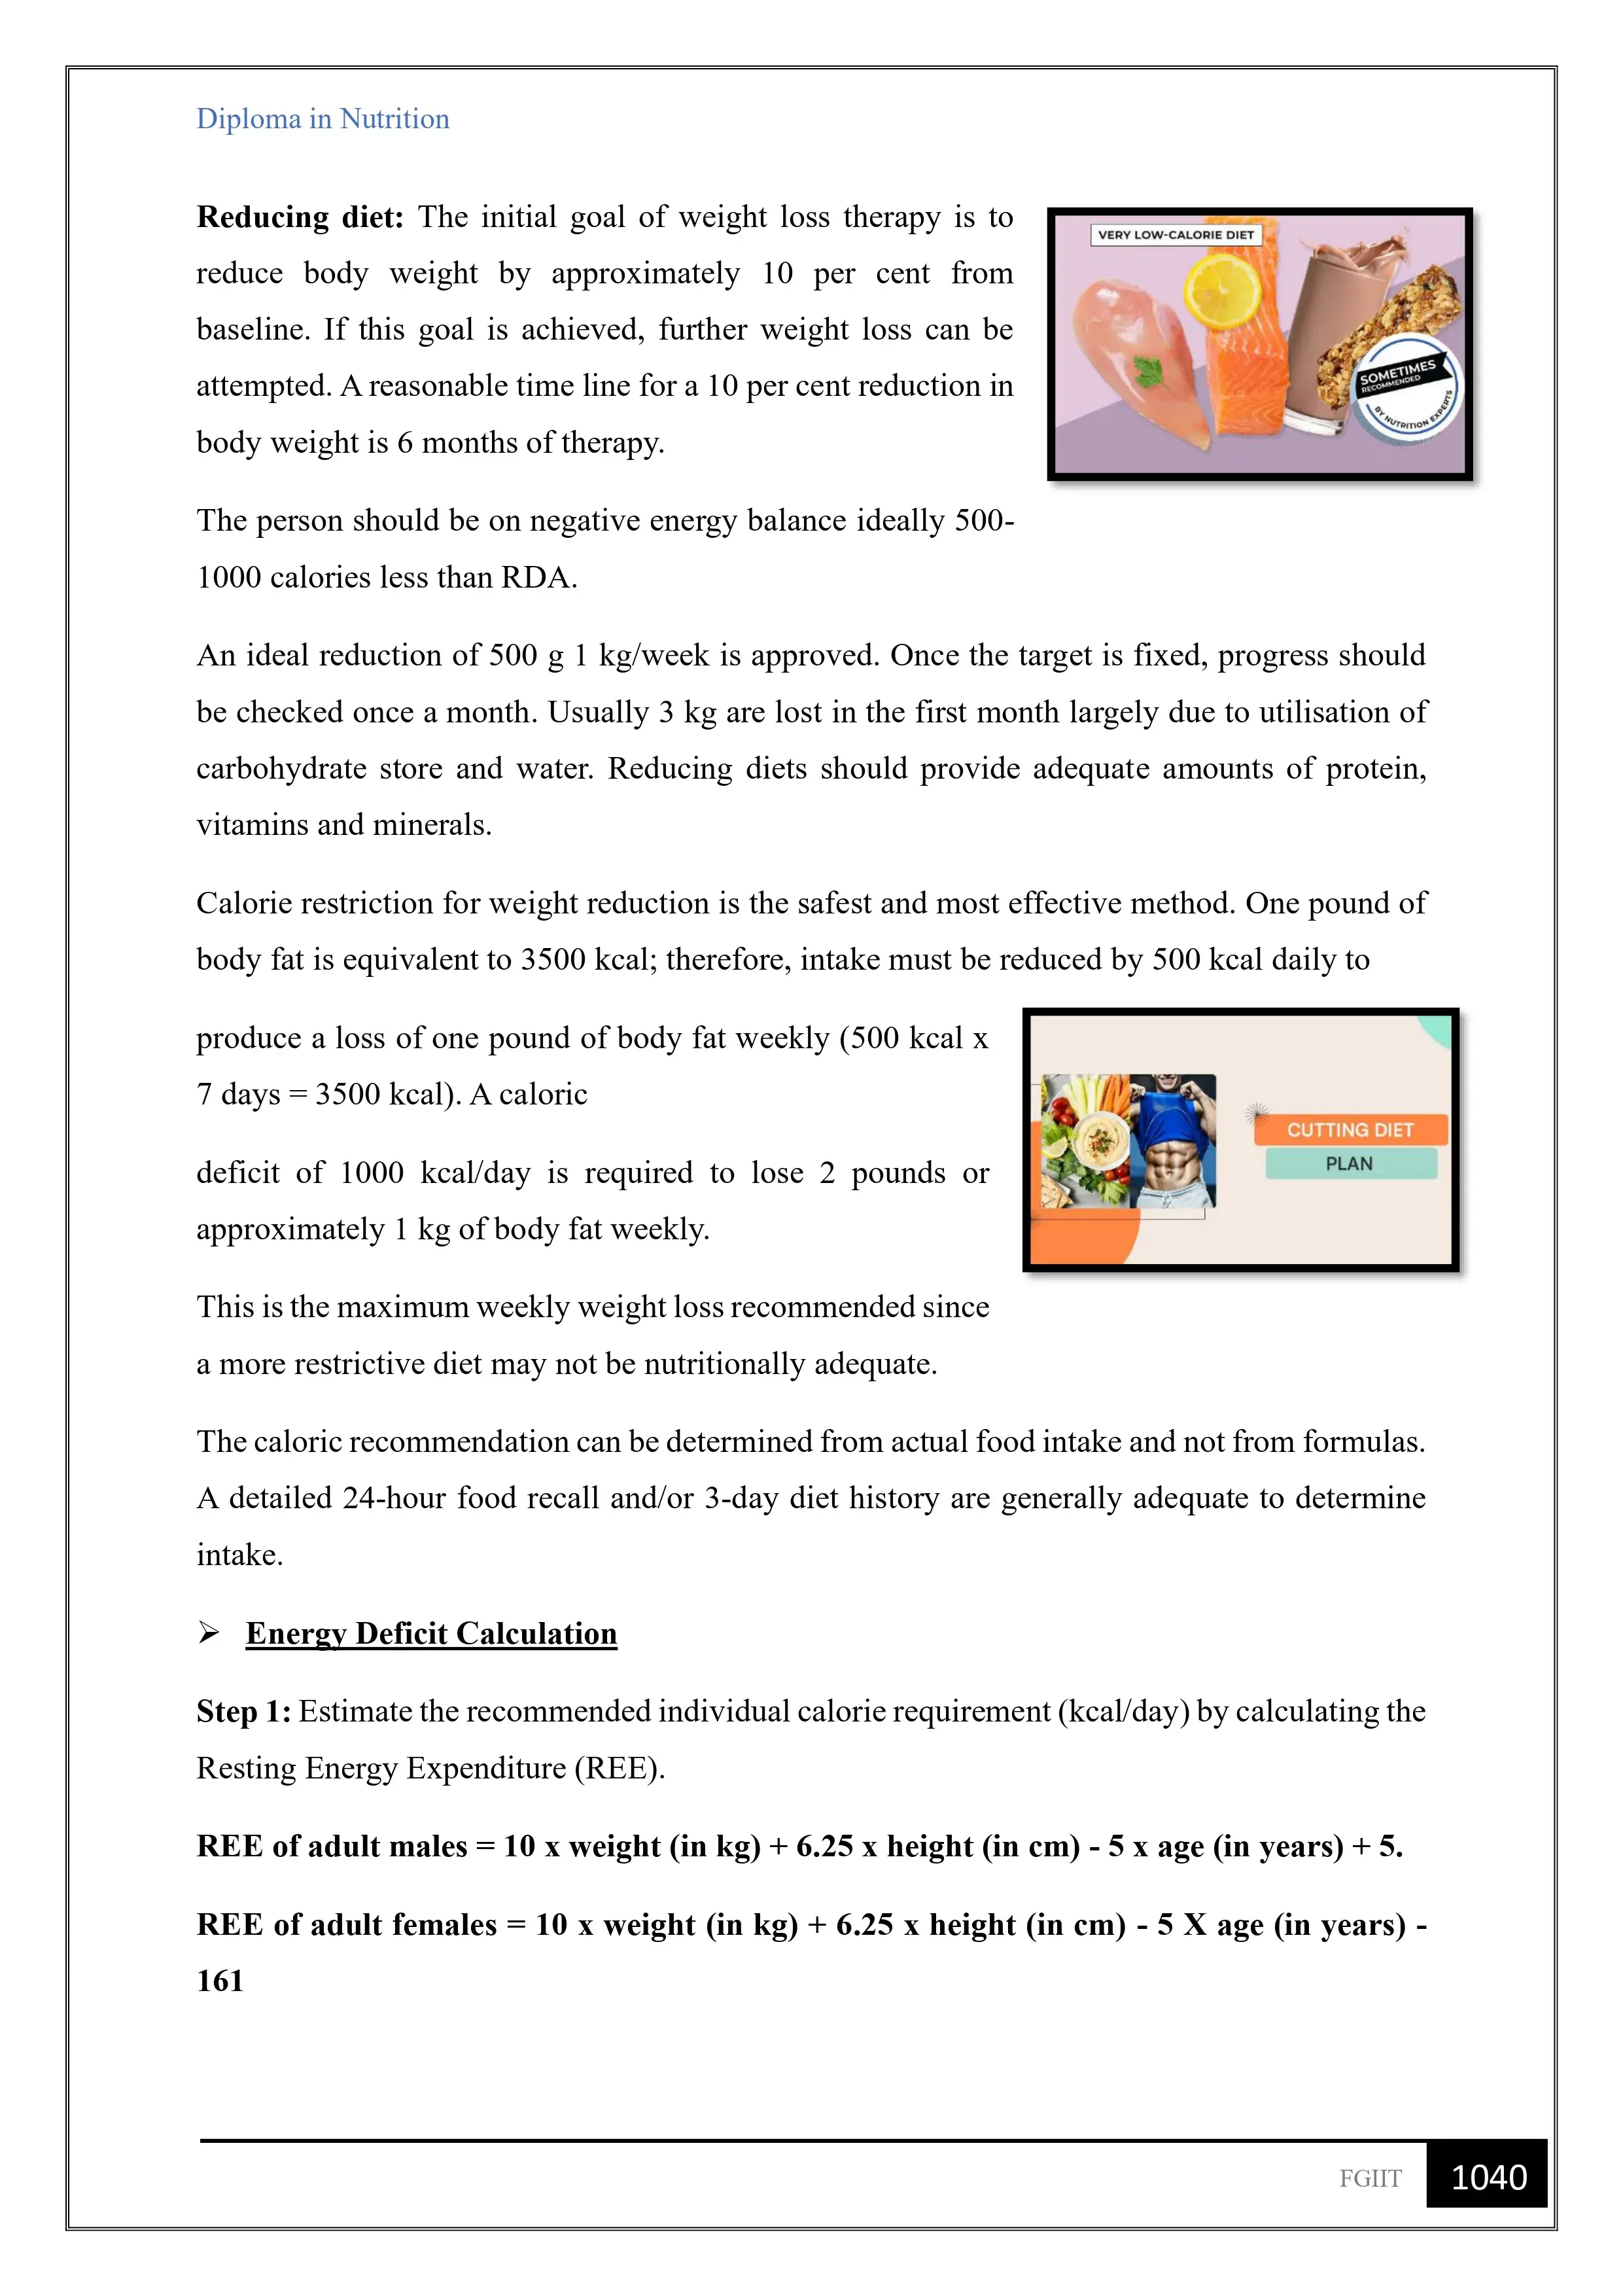 Diploma in Nutrition
Reducing diet: The initial goal of weight loss therapy is to
reduce body weight by approximately 10 per cent from
baseline. If this goal is achieved, further weight loss can be
attempted. A reasonable time line for a 10 per cent reduction in
body weight is 6 months of therapy.
VERY LOW-CALORIE DIET
SOMETIMES
RECOMMENDED
BY NUTRITION EXPERTS
The person should be on negative energy balance ideally 500-
1000 calories less than RDA.
An ideal reduction of 500 g 1 kg/week is approved. Once the target is fixed, progress should
be checked once a month. Usually 3 kg are lost in the first month largely due to utilisation of
carbohydrate store and water. Reducing diets should provide adequate amounts of protein,
vitamins and minerals.
Calorie restriction for weight reduction is the safest and most effective method. One pound of
body fat is equivalent to 3500 kcal; therefore, intake must be reduced by 500 kcal daily to
produce a loss of one pound of body fat weekly (500 kcal x
7 days = 3500 kcal). A caloric
deficit of 1000 kcal/day is required to lose 2 pounds or
approximately 1 kg of body fat weekly.
CUTTING DIET
PLAN
This is the maximum weekly weight loss recommended since
a more restrictive diet may not be nutritionally adequate.
The caloric recommendation can be determined from actual food intake and not from formulas.
A detailed 24-hour food recall and/or 3-day diet history are generally adequate to determine
intake.
➢ Energy Deficit Calculation
Step 1: Estimate the recommended individual calorie requirement (kcal/day) by calculating the
Resting Energy Expenditure (REE).
REE of adult males = 10 x weight (in kg) + 6.25 x height (in cm) - 5 x age (in years) + 5.
REE of adult females = 10 x weight (in kg) + 6.25 x height (in cm) - 5 X age (in years) -
161
FGIIT 1040